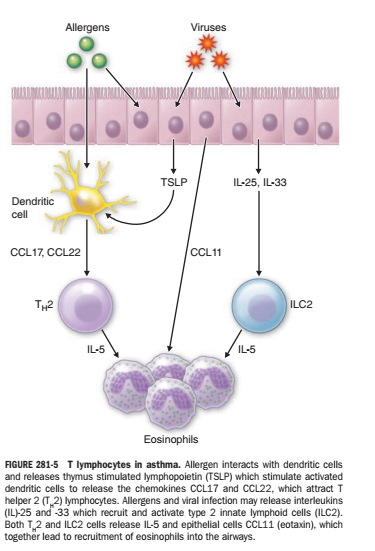 Allergens
Viruses
TSLP
IL-25, IL-33
Dendritic
cell
CCL17, CCL22
CCL11
TH2
ILC2
IL-5
IL-5
Eosinophils
FIGURE 281-5 T lymphocytes in asthma. Allergen interacts with dendritic cells
and releases thymus stimulated lymphopoietin (TSLP) which stimulate activated
dendritic cells to release the chemokines CCL17 and CCL22, which attract T
helper 2 (TH2) lymphocytes. Allergens and viral infection may release interleukins
(IL)-25 and -33 which recruit and activate type 2 innate lymphoid cells (ILC2).
Both TH2 and ILC2 cells release IL-5 and epithelial cells CCL11 (eotaxin), which
together lead to recruitment of eosinophils into the airways.